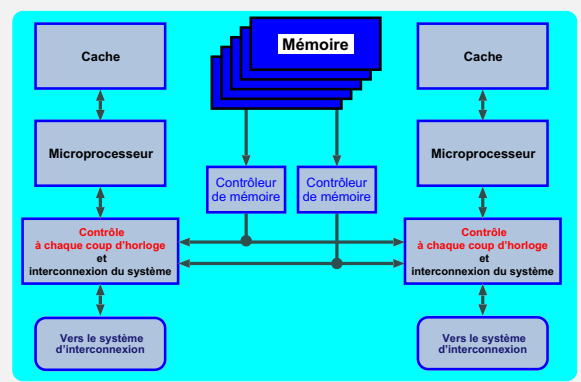 Cache
Mémoire
Cache
Microprocesseur
Microprocesseur
Contrôleur
de mémoire
Contrôleur
de mémoire
Contrôle
à chaque coup d'horloge
et
interconnexion du système
Contrôle
à chaque coup d'horloge
et
interconnexion du système
Vers le système
d'interconnexion
Vers le système
d'interconnexion